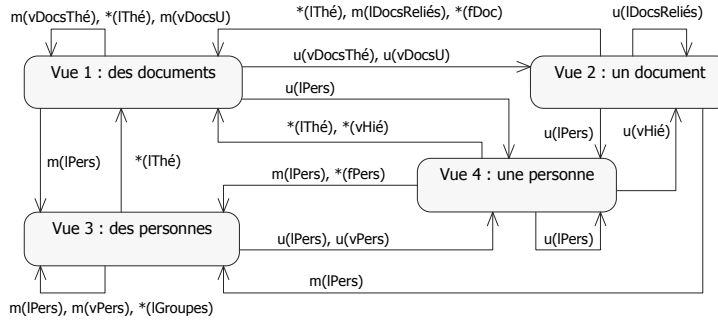 m(vDocsThé), *(lThé), m(vDocsU)
*(lThé), m(lDocsReliés), *(fDoc)
u(lDocsReliés)
Vue 1 : des documents
u(vDocsThé), u(vDocsU)
Vue 2 : un document
u(lPers)
*(lThé), *(vHié)
u(lPers)
u(vHié)
m(lPers)
*(lThé)
m(lPers), *(fPers)
Vue 4 : une personne
Vue 3 : des personnes
u(lPers), u(vPers)
u(lPers)
m(lPers)
m(lPers), m(vPers), *(lGroupes)